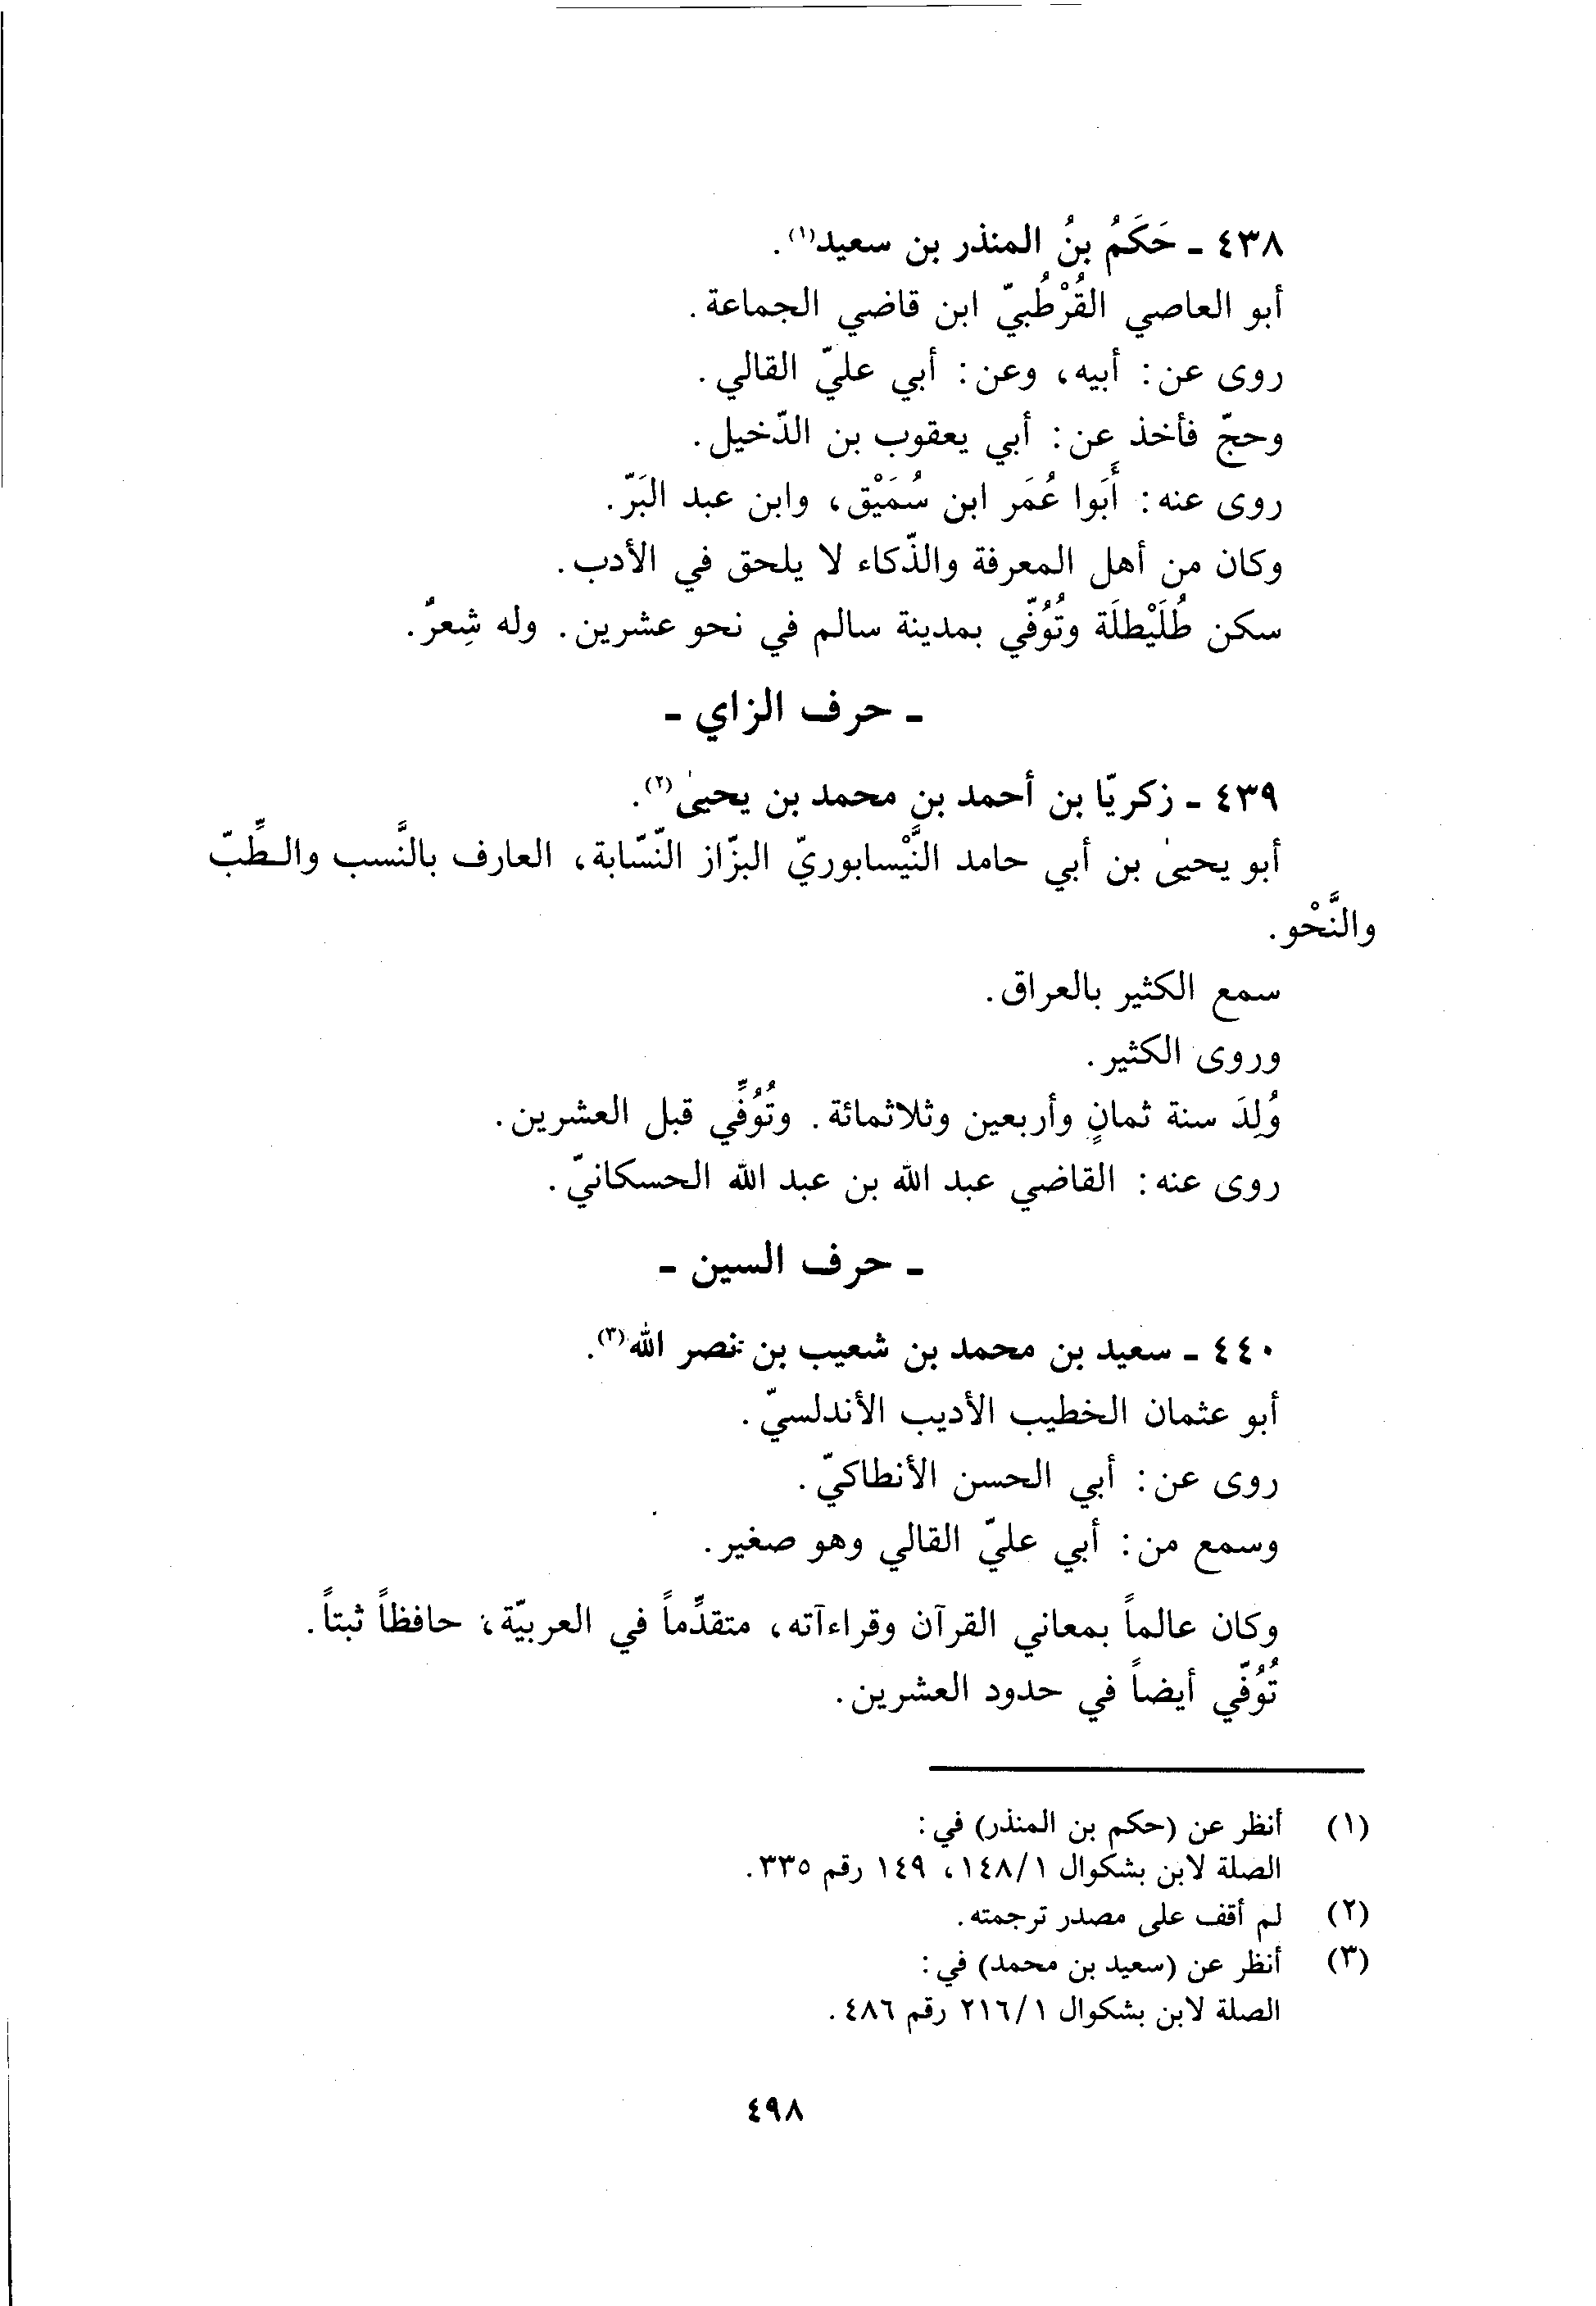 ٤٣٨ ـ حَكَمُ بنُ المنذر بن سعيد(١).
أبو العاصي القُرْطُبيّ ابن قاضي الجماعة.
روى عن: أبيه، وعن: أبي عليّ القالي.
وحجّ فأخذ عن: أبي يعقوب بن الدّخيل.
روى عنه: أَبَوا عُمَر ابن سُمَيْق، وابن عبد البَرّ.
وكان من أهل المعرفة والذّكاء لا يلحق في الأدب.
سكن طُلَيْطلَة وتُوُفّي بمدينة سالم في نحو عشرين. وله شِعرٌ.
ـ حرف الزاي ـ
٤٣٩ ـ زكريّا بن أحمد بن محمد بن يحيىٰ(٢).
أبو يحيىٰ بن أبي حامد النَّيْسابوريّ البزّاز النّسّابة، العارف بالنَّسب والـطِّبّ
والنَّحْو.
سمع الكثير بالعراق.
وروى الكثير.
وُلِدَ سنة ثمانٍ وأربعين وثلاثمائة. وتُوُفِّي قبل العشرين.
روى عنه: القاضي عبد الله بن عبد الله الحسكانيّ.
ـ حرف السين ـ
٤٤٠ ـ سعيد بن محمد بن شعيب بن نصر الله(٣).
أبو عثمان الخطيب الأديب الأندلسيّ.
روى عن: أبي الحسن الأنطاكيّ.
وسمع من: أبي عليّ القالي وهو صغير.
وكان عالماً بمعاني القرآن وقراءآته، متقدِّماً في العربيّة، حافظاً ثبتاً.
تُوُفّي أيضاً في حدود العشرين.
(١) أنظر عن (حكم بن المنذر) في:
الصلة لابن بشكوال ١٤٨/١، ١٤٩ رقم ٣٣٥.
(٢) لم أقف على مصدر ترجمته.
(٣) أنظر عن (سعيد بن محمد) في:
الصلة لابن بشكوال ٢١٦/١ رقم ٤٨٦.
٤٩٨